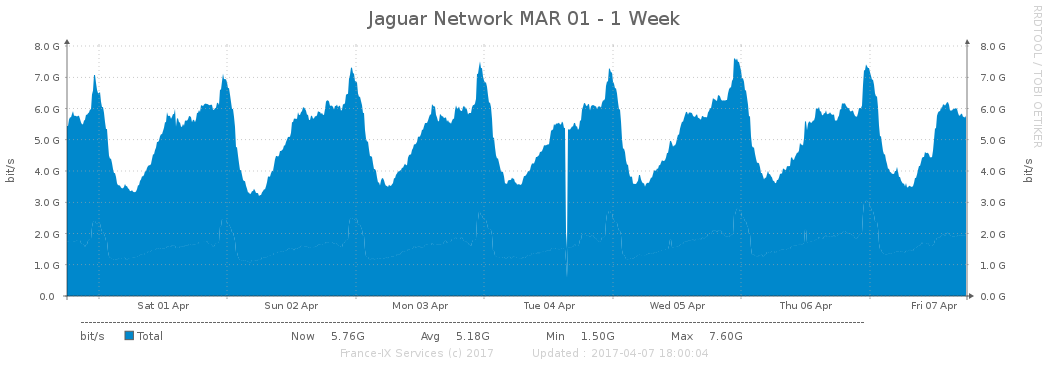 Jaguar Network MAR 01 - 1 Week
RRDTOOL / TOBI OETIKER
bit/s
8.0 G 8.0 G
7.0 G 7.0 G
6.0 G 6.0 G
5.0 G 5.0 G
4.0 G 4.0 G
3.0 G 3.0 G
2.0 G 2.0 G
1.0 G 1.0 G
0.0 0.0 G
bit/s
Sat 01 Apr Sun 02 Apr Mon 03 Apr Tue 04 Apr Wed 05 Apr Thu 06 Apr Fri 07 Apr
bit/s Total Now 5.76G Avg 5.18G Min 1.50G Max 7.60G
France-IX Services (c) 2017 Updated : 2017-04-07 18:00:04